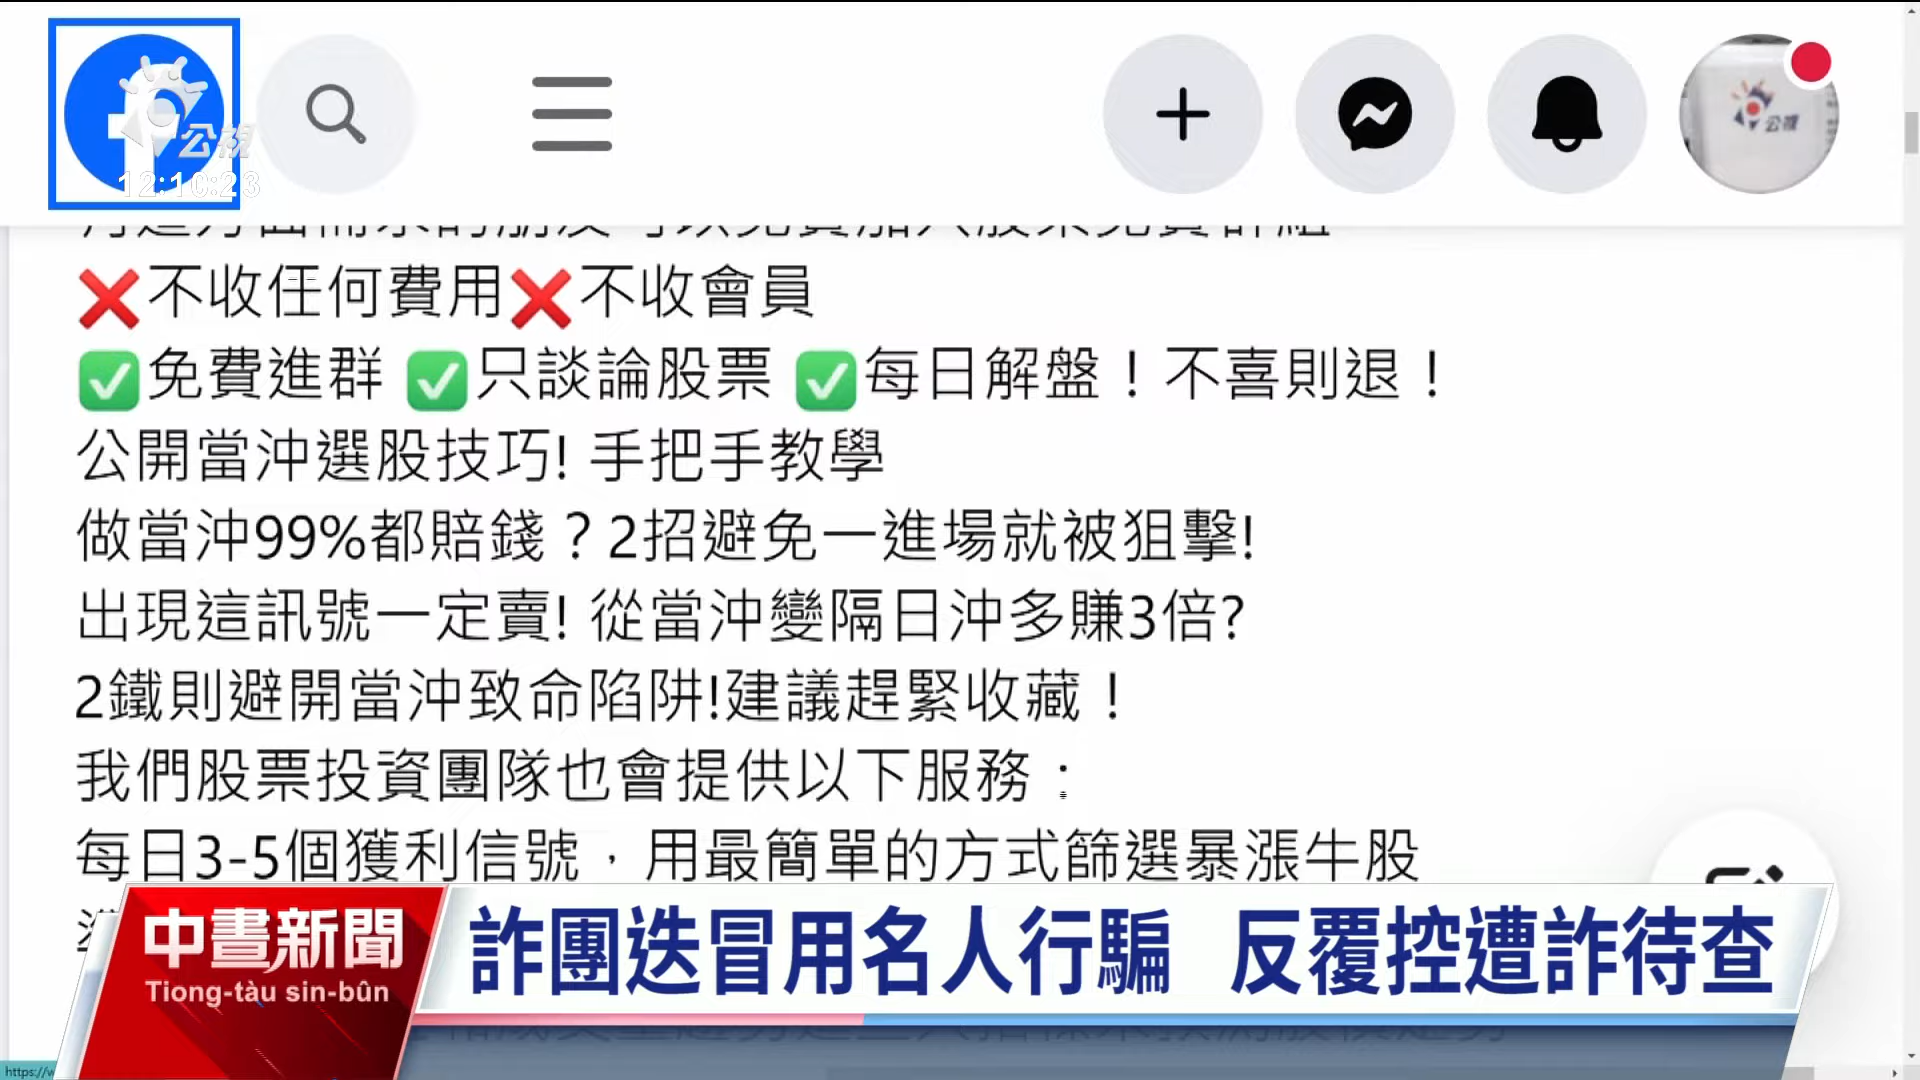 公視
12:10:23
公視
❌不收任何費用❌不收會員
✅免費進群 ✅只談論股票 ✅每日解盤！不喜則退！
公開當沖選股技巧! 手把手教學
做當沖99%都賠錢？2招避免一進場就被狙擊!
出現這訊號一定賣! 從當沖變隔日沖多賺3倍?
2鐵則避開當沖致命陷阱!建議趕緊收藏！
我們股票投資團隊也會提供以下服務：
每日3-5個獲利信號，用最簡單的方式篩選暴漲牛股
中晝新聞
Tiong-tàu sin-bûn
詐團迭冒用名人行騙 反覆控遭詐待查
https://w